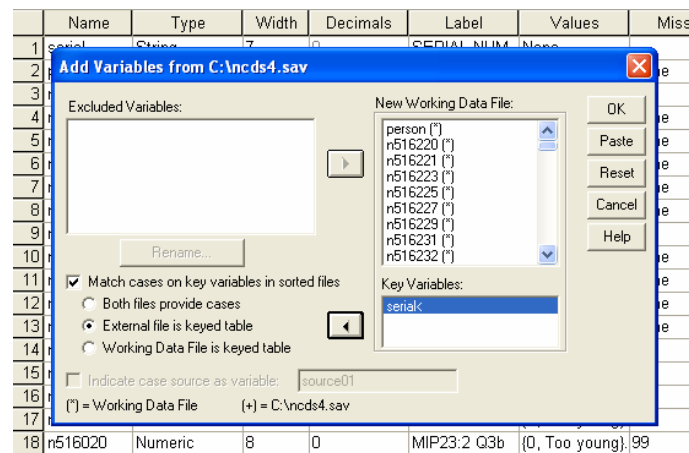 Name Type Width Decimals Label Values Miss
1 serial String 7 0 SERIAL NUM None
2
Add Variables from C:\ncds4.sav
3
4
5
6
7
8
9
10
11
12
13
14
15
16
17
Excluded Variables:
New Working Data File:
person (*)
n516220 (*)
n516221 (*)
n516223 (*)
n516225 (*)
n516227 (*)
n516229 (*)
n516231 (*)
n516232 (*)
OK
Paste
Reset
Cancel
Help
Rename...
Match cases on key variables in sorted files
Both files provide cases
External file is keyed table
Working Data File is keyed table
Key Variables:
serial<
Indicate case source as variable: source01
(*) = Working Data File (+) = C:\ncds4.sav
18 n516020 Numeric 8 0 MIP23:2 Q3b {0, Too young}. 99